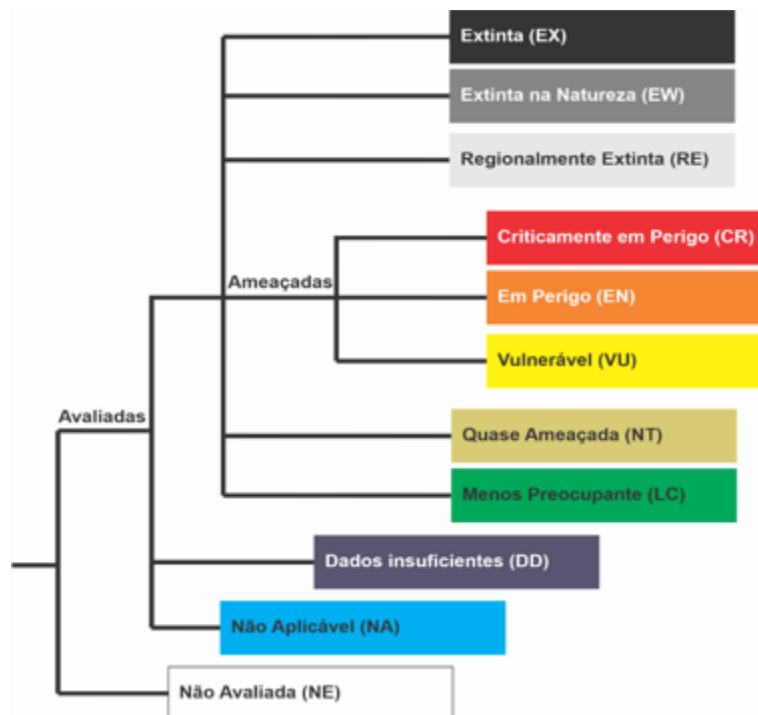 Extinta (EX)
Extinta na Natureza (EW)
Regionalmente Extinta (RE)
Criticamente em Perigo (CR)
Ameaçadas
Em Perigo (EN)
Vulnerável (VU)
Avaliadas
Quase Ameaçada (NT)
Menos Preocupante (LC)
Dados insuficientes (DD)
Não Aplicável (NA)
Não Avaliada (NE)